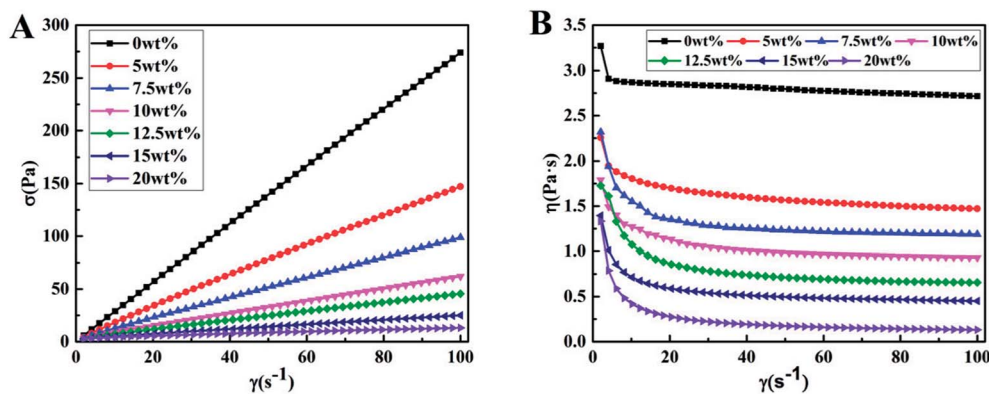 A
300
250
200
150
100
50
0
σ(Pa)
0wt%
5wt%
7.5wt%
10wt%
12.5wt%
15wt%
20wt%
0 20 40 60 80 100
γ(s⁻¹)
B
3.5
3.0
2.5
2.0
1.5
1.0
0.5
0.0
η(Pa·s)
0wt% 5wt% 7.5wt% 10wt%
12.5wt% 15wt% 20wt%
0 20 40 60 80 100
γ(s⁻¹)